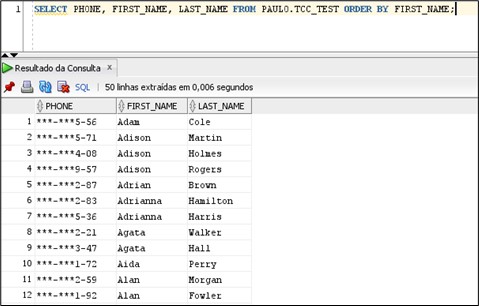 1 SELECT PHONE, FIRST_NAME, LAST_NAME FROM PAULO.TCC_TEST ORDER BY FIRST_NAME;
Resultado da Consulta x
SQL | 50 linhas extraídas em 0,006 segundos
PHONE FIRST_NAME LAST_NAME
1 ***-***5-56 Adam Cole
2 ***-***5-71 Adison Martin
3 ***-***4-08 Adison Holmes
4 ***-***9-57 Adison Rogers
5 ***-***2-87 Adrian Brown
6 ***-***2-83 Adrianna Hamilton
7 ***-***5-36 Adrianna Harris
8 ***-***2-21 Agata Walker
9 ***-***3-47 Agata Hall
10 ***-***1-72 Aida Perry
11 ***-***2-59 Alan Morgan
12 ***-***1-92 Alan Fowler